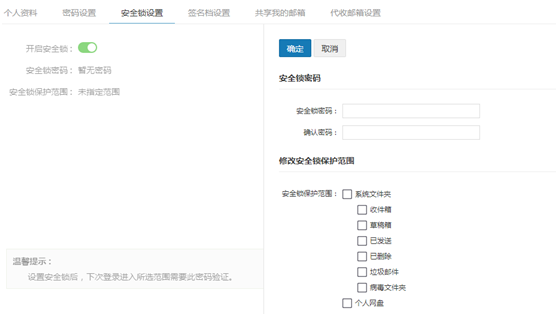 个人资料 密码设置 安全锁设置 签名档设置 共享我的邮箱 代收邮箱设置
开启安全锁：
安全锁密码： 暂无密码
安全锁保护范围： 未指定范围
温馨提示：
设置安全锁后，下次登录进入所选范围需要此密码验证。
确定 取消
安全锁密码
安全锁密码：
确认密码：
修改安全锁保护范围
安全锁保护范围： 系统文件夹
收件箱
草稿箱
已发送
已删除
垃圾邮件
病毒文件夹
个人网盘